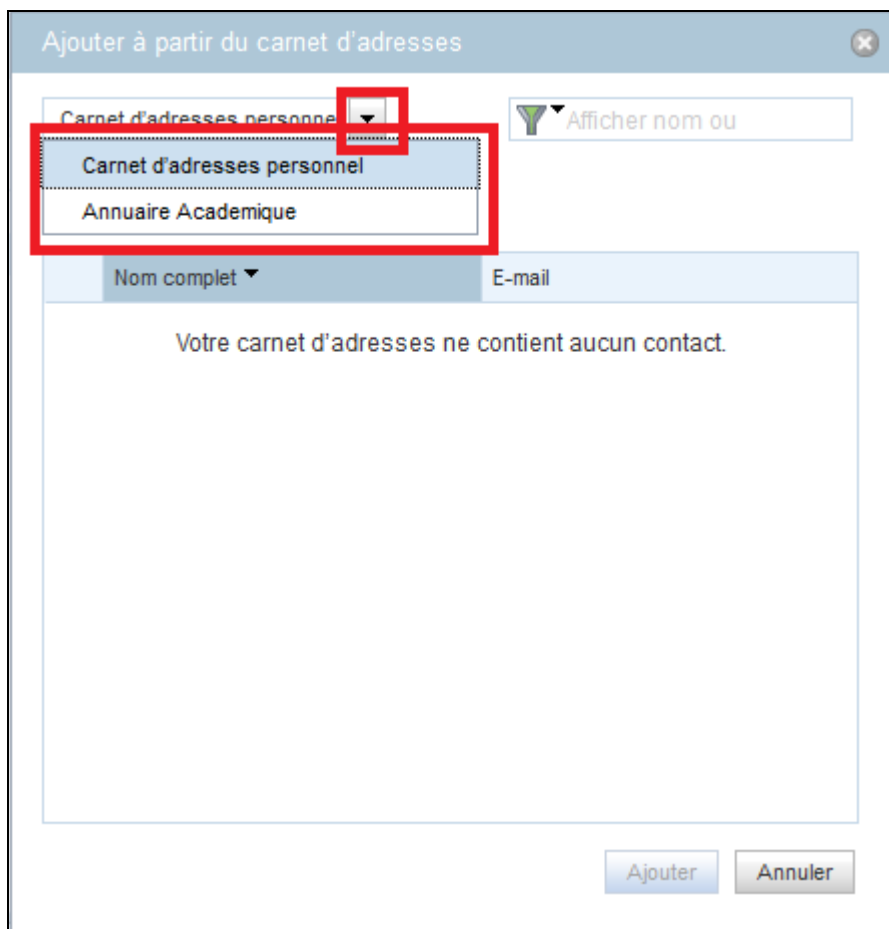 Ajouter à partir du carnet d'adresses
Carnet d'adresses personne
Afficher nom ou
Carnet d'adresses personnel
Annuaire Academique
Nom complet
E-mail
Votre carnet d'adresses ne contient aucun contact.
Ajouter
Annuler